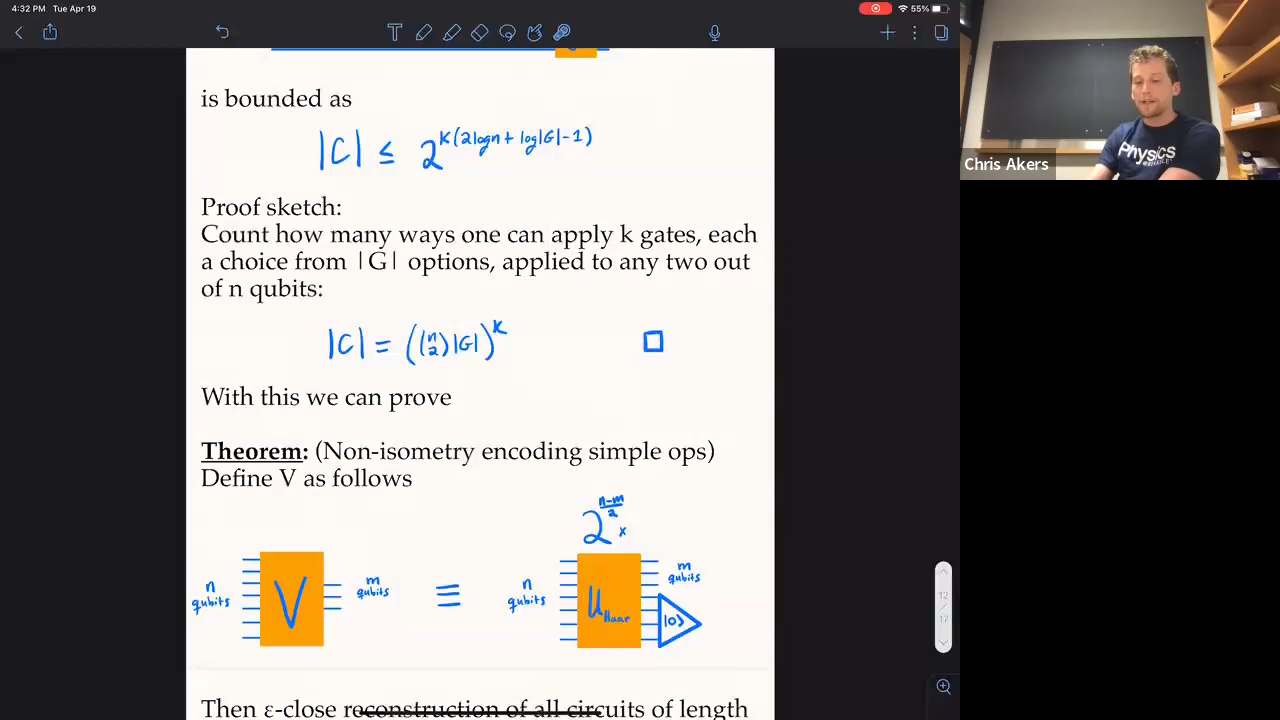 4:32 PM Tue Apr 19
55%
is bounded as
|C| ≤ 2^{k(2logn + log|G| - 1)}
Proof sketch:
Count how many ways one can apply k gates, each
a choice from |G| options, applied to any two out
of n qubits:
|C| = ((n 2)|G|)^k □
With this we can prove
Theorem: (Non-isometry encoding simple ops)
Define V as follows
2^{n-m/2} x
n qubits V m qubits ≡ n qubits U Haar m qubits |0⟩
Then ε-close reconstruction of all circuits of length
12 / 17
Chris Akers
Physics